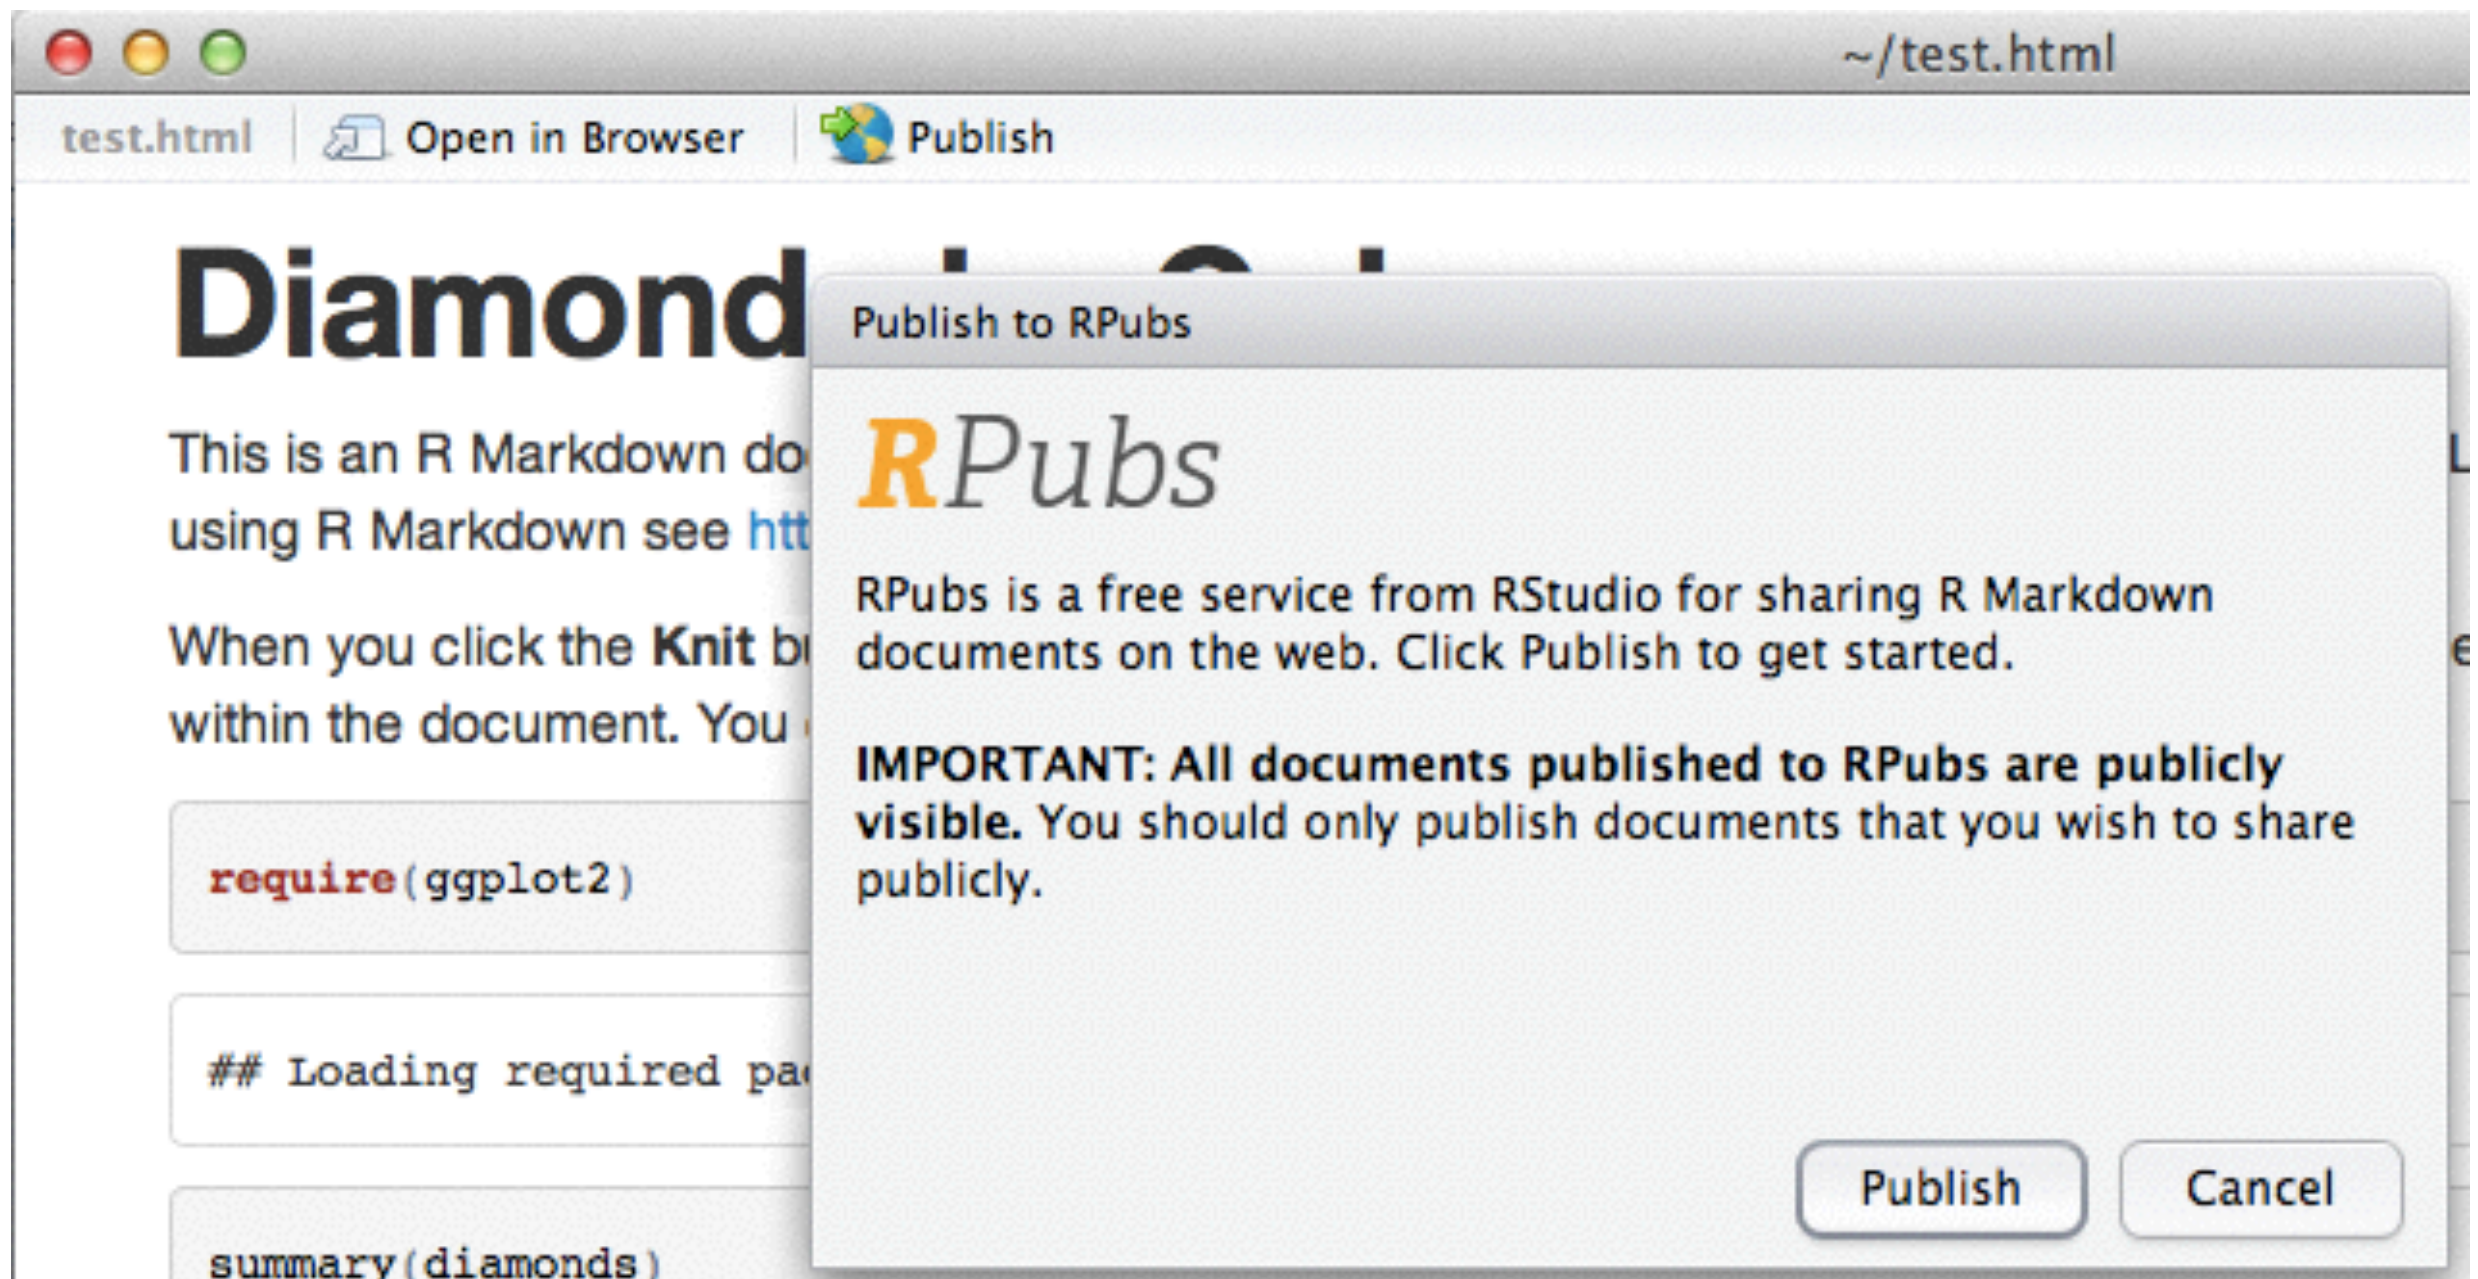 ~/test.html
test.html Open in Browser Publish
Diamond
Publish to RPubs
RPubs
This is an R Markdown
using R Markdown see
When you click the Knit
within the document. You
RPubs is a free service from RStudio for sharing R Markdown
documents on the web. Click Publish to get started.
IMPORTANT: All documents published to RPubs are publicly
visible. You should only publish documents that you wish to share
publicly.
require(ggplot2)
## Loading required
summary(diamonds)
Publish Cancel